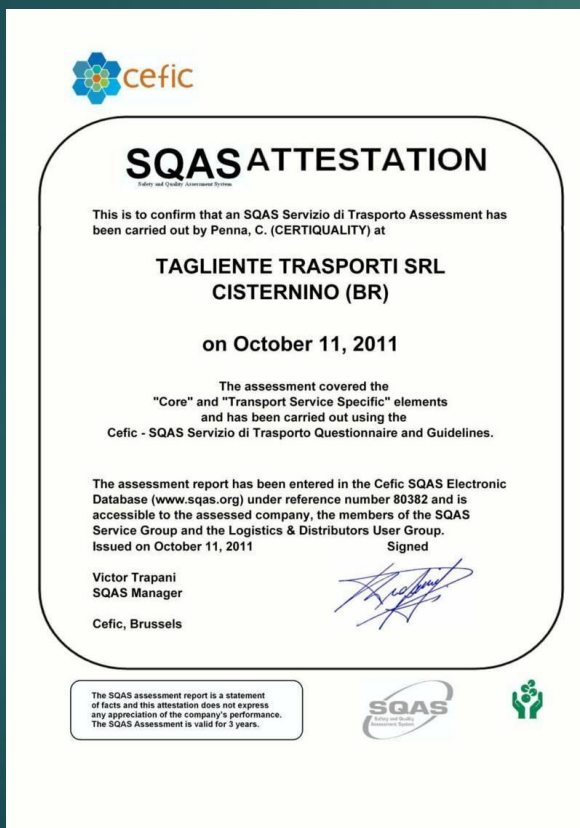 cefic
SQAS ATTESTATION
Safety and Quality Assessment System
This is to confirm that an SQAS Servizio di Trasporto Assessment has
been carried out by Penna, C. (CERTIQUALITY) at
TAGLIENTE TRASPORTI SRL
CISTERNINO (BR)
on October 11, 2011
The assessment covered the
"Core" and "Transport Service Specific" elements
and has been carried out using the
Cefic - SQAS Servizio di Trasporto Questionnaire and Guidelines.
The assessment report has been entered in the Cefic SQAS Electronic
Database (www.sqas.org) under reference number 80382 and is
accessible to the assessed company, the members of the SQAS
Service Group and the Logistics & Distributors User Group.
Issued on October 11, 2011 Signed
Victor Trapani
SQAS Manager
Cefic, Brussels
The SQAS assessment report is a statement
of facts and this attestation does not express
any appreciation of the company's performance.
The SQAS Assessment is valid for 3 years.
SQAS
Safety and Quality
Assessment System